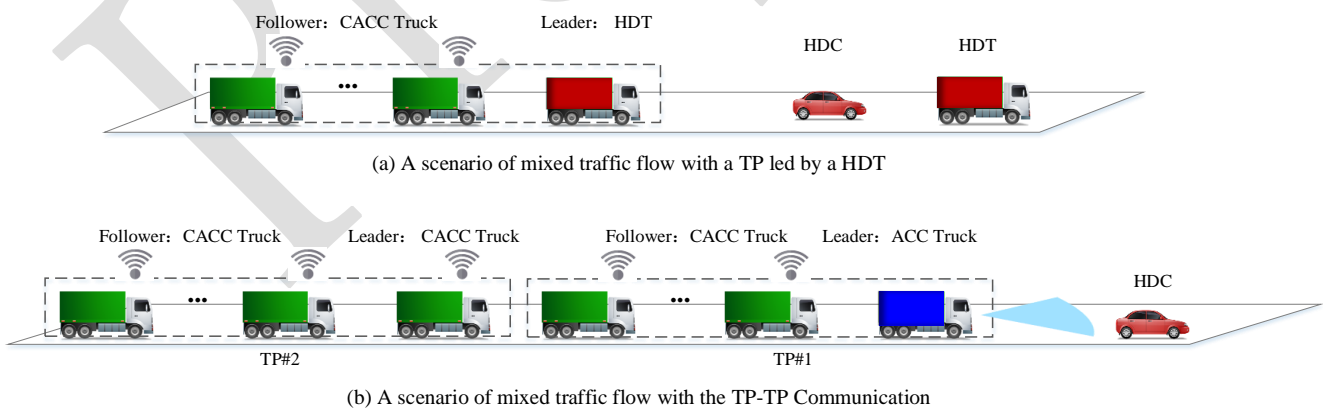 Follower: CACC Truck Leader: HDT
HDC HDT
•••
(a) A scenario of mixed traffic flow with a TP led by a HDT
Follower: CACC Truck Leader: CACC Truck Follower: CACC Truck Leader: ACC Truck
HDC
••• •••
TP#2 TP#1
(b) A scenario of mixed traffic flow with the TP-TP Communication